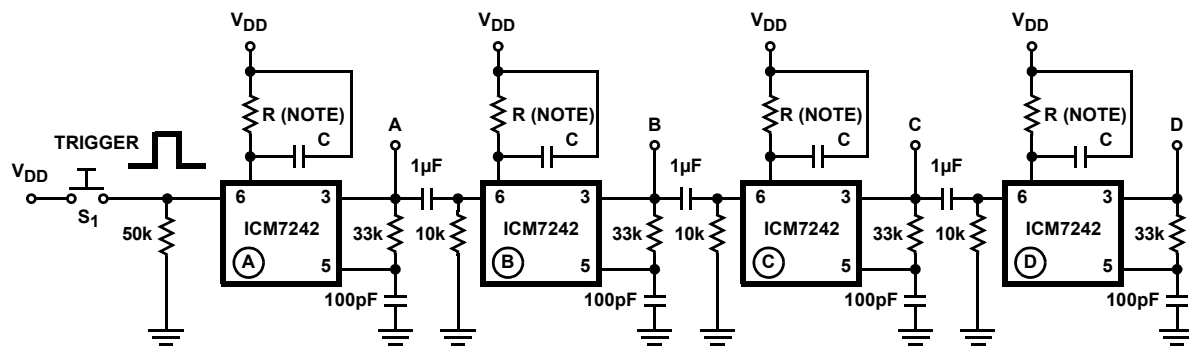 VDD
VDD
VDD
VDD
R (NOTE)
R (NOTE)
R (NOTE)
R (NOTE)
TRIGGER
C
A
C
B
C
C
C
D
VDD
1µF
1µF
1µF
S1
6
3
6
3
6
3
6
3
50k
ICM7242
33k
10k
ICM7242
33k
10k
ICM7242
33k
10k
ICM7242
33k
A
5
B
5
C
5
D
5
100pF
100pF
100pF
100pF